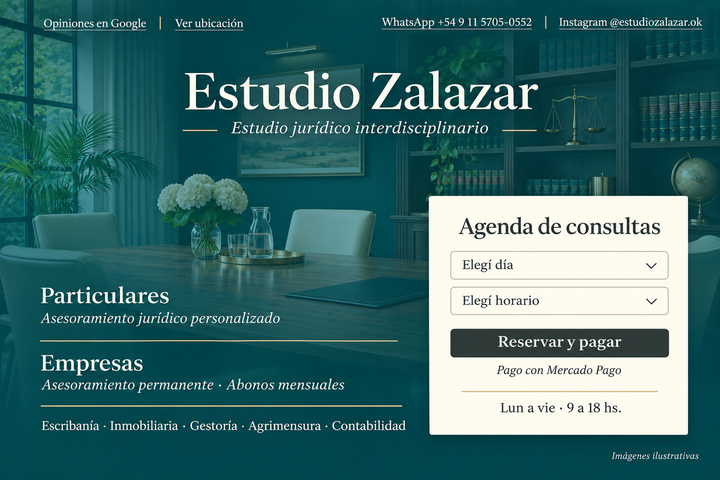 Opiniones en Google | Ver ubicación
WhatsApp +54 9 11 5705-0552 | Instagram @estudiozalazar.ok
Estudio Zalazar
Estudio jurídico interdisciplinario
Particulares
Asesoramiento jurídico personalizado
Empresas
Asesoramiento permanente · Abonos mensuales
Escribanía · Inmobiliaria · Gestoría · Agrimensura · Contabilidad
Agenda de consultas
Elegí día
Elegí horario
Reservar y pagar
Pago con Mercado Pago
Lun a vie · 9 a 18 hs.
Imágenes ilustrativas